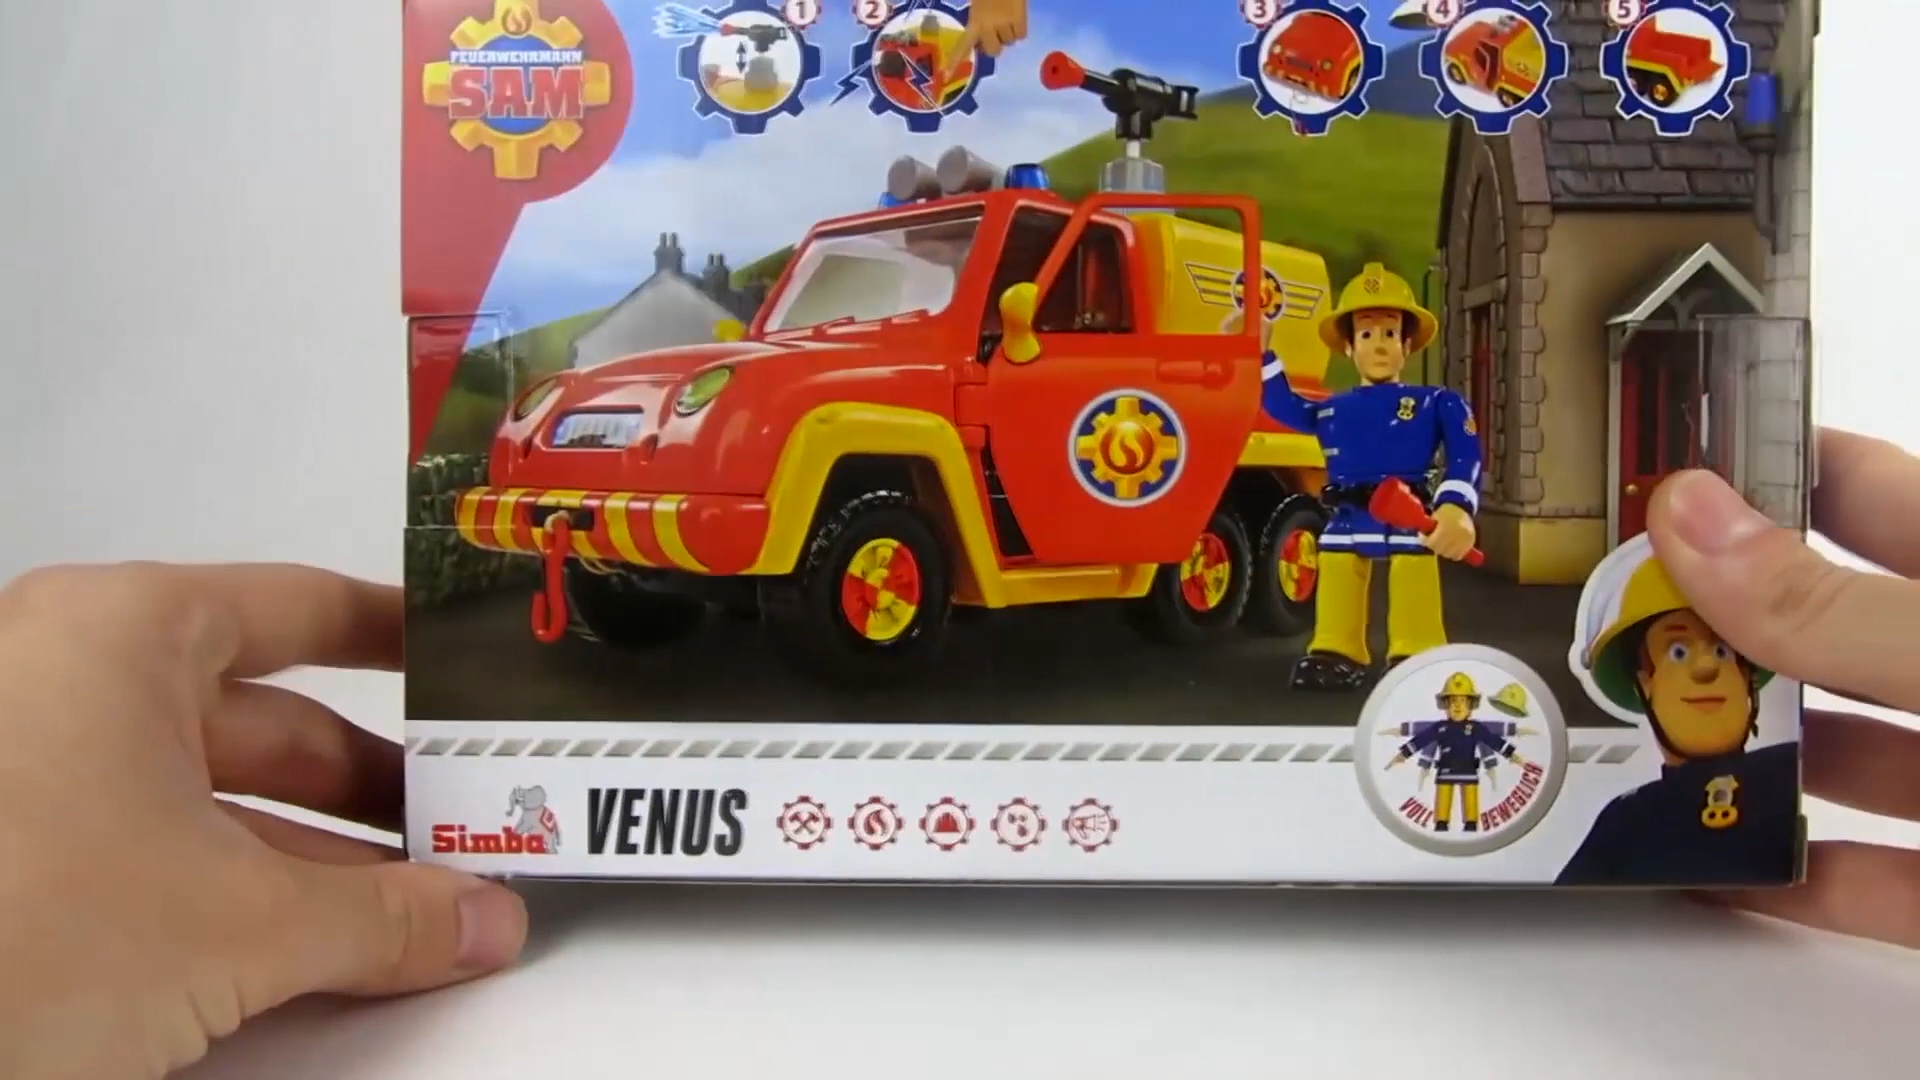 1
2
3
4
5
FEUERWEHRMANN
SAM
Simba
VENUS
VOLL BEWEGLICH